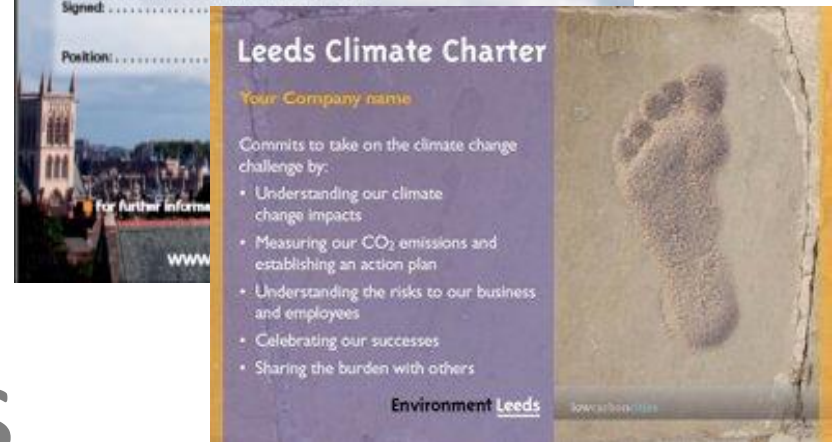 Signed:
Position:
for further
www.
Leeds Climate Charter
Your Company name
Commits to take on the climate change
challenge by:
• Understanding our climate
change impacts
• Measuring our CO₂ emissions and
establishing an action plan
• Understanding the risks to our business
and employees
• Celebrating our successes
• Sharing the burden with others
Environment Leeds
lowcarboncities
s